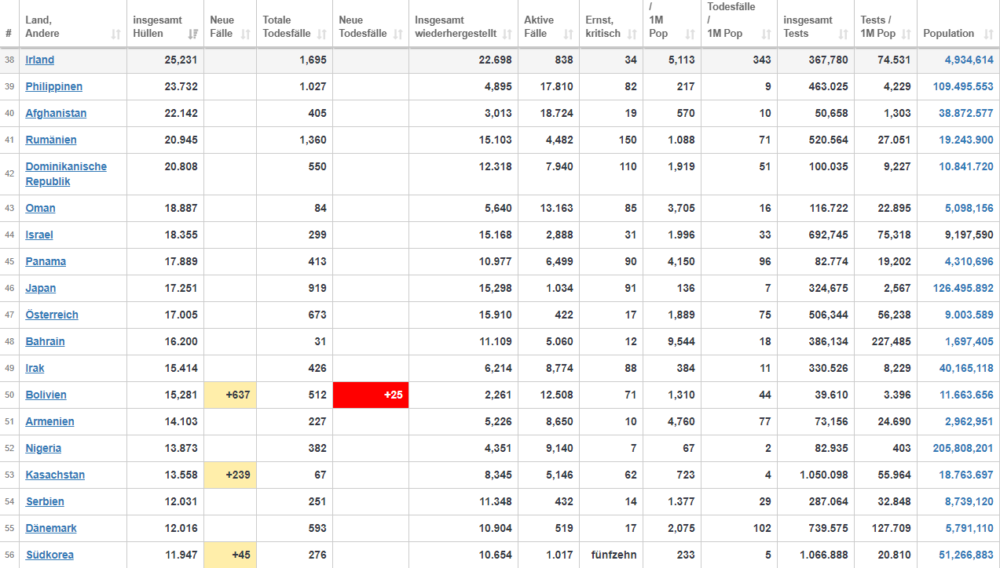 # Land, Andere insgesamt Hüllen Neue Fälle Totale Todesfälle Neue Todesfälle Insgesamt wiederhergestellt Aktive Fälle Ernst, kritisch / 1M Pop Todesfälle / 1M Pop insgesamt Tests Tests / 1M Pop Population
38 Irland 25,231 1,695 22.698 838 34 5,113 343 367,780 74.531 4,934,614
39 Philippinen 23.732 1.027 4,895 17.810 82 217 9 463.025 4,229 109.495.553
40 Afghanistan 22.142 405 3,013 18.724 19 570 10 50,658 1,303 38.872.577
41 Rumänien 20.945 1,360 15.103 4,482 150 1.088 71 520.564 27.051 19.243.900
42 Dominikanische Republik 20.808 550 12.318 7.940 110 1,919 51 100.035 9,227 10.841.720
43 Oman 18.887 84 5,640 13.163 85 3,705 16 116.722 22.895 5,098,156
44 Israel 18.355 299 15.168 2,888 31 1.996 33 692,745 75,318 9,197,590
45 Panama 17.889 413 10.977 6,499 90 4,150 96 82.774 19,202 4,310,696
46 Japan 17.251 919 15,298 1.034 91 136 7 324,675 2,567 126.495.892
47 Österreich 17.005 673 15.910 422 17 1,889 75 506,344 56,238 9.003.589
48 Bahrain 16.200 31 11.109 5.060 12 9,544 18 386,134 227,485 1,697,405
49 Irak 15.414 426 6,214 8,774 88 384 11 330.526 8,229 40,165,118
50 Bolivien 15,281 +637 512 +25 2,261 12.508 71 1,310 44 39.610 3.396 11.663.656
51 Armenien 14.103 227 5,226 8,650 10 4,760 77 73,156 24.690 2,962,951
52 Nigeria 13.873 382 4,351 9,140 7 67 2 82.935 403 205,808,201
53 Kasachstan 13.558 +239 67 8,345 5,146 62 723 4 1.050.098 55.964 18.763.697
54 Serbien 12.031 251 11.348 432 14 1.377 29 287.064 32.848 8,739,120
55 Dänemark 12.016 593 10.904 519 17 2,075 102 739.575 127.709 5,791,110
56 Südkorea 11.947 +45 276 10.654 1.017 fünfzehn 233 5 1.066.888 20.810 51,266,883